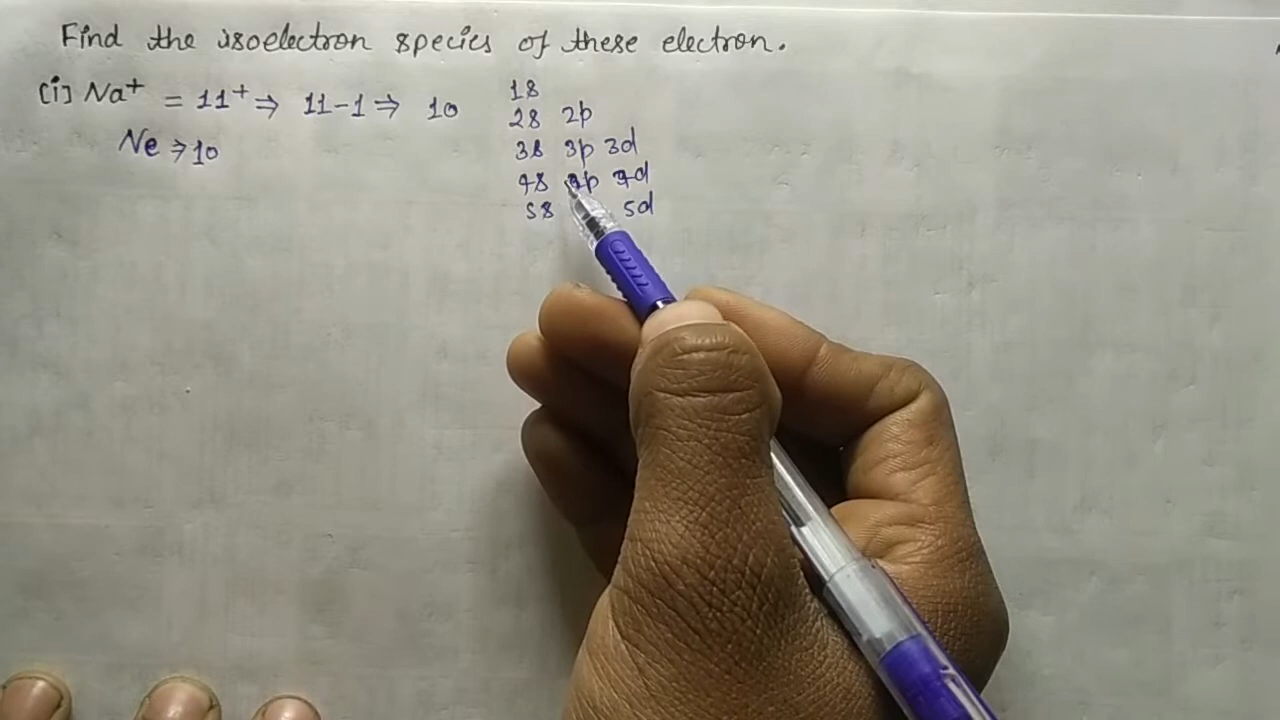 Find the isoelectron species of these electron.
(i) Na⁺ = 11⁺ ⇒ 11-1 ⇒ 10
Ne ⇒ 10
1s
2s 2p
3s 3p 3d
4s 4p 4d
5s 5d